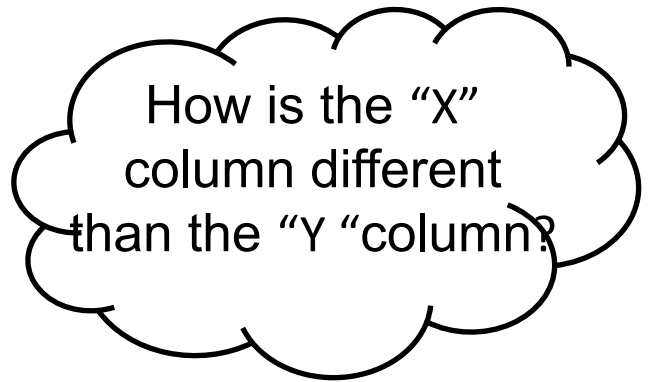 How is the “X”
column different
than the “Y “column?